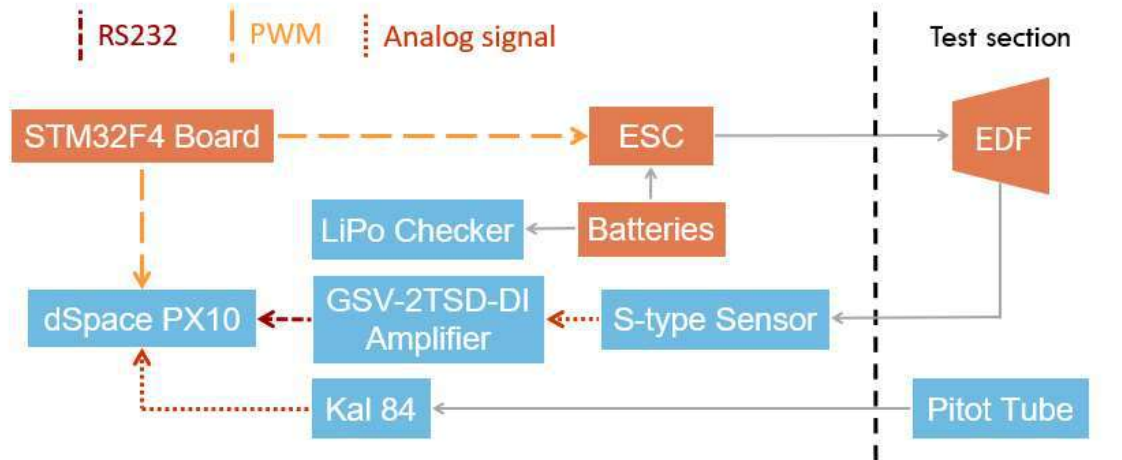 RS232
PWM
Analog signal
Test section
STM32F4 Board
ESC
EDF
LiPo Checker
Batteries
dSpace PX10
GSV-2TSD-DI
Amplifier
S-type Sensor
Kal 84
Pitot Tube